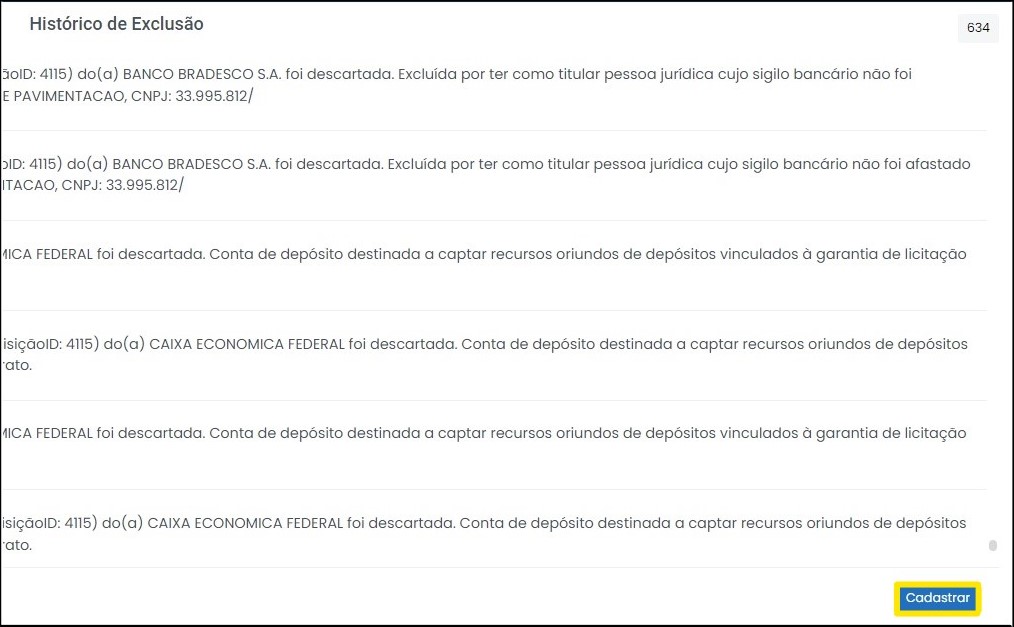 Histórico de Exclusão
634
ãoID: 4115) do(a) BANCO BRADESCO S.A. foi descartada. Excluída por ter como titular pessoa jurídica cujo sigilo bancário não foi
E PAVIMENTACAO, CNPJ: 33.995.812/
oID: 4115) do(a) BANCO BRADESCO S.A. foi descartada. Excluída por ter como titular pessoa jurídica cujo sigilo bancário não foi afastado
ITACAO, CNPJ: 33.995.812/
MICA FEDERAL foi descartada. Conta de depósito destinada a captar recursos oriundos de depósitos vinculados à garantia de licitação
isiçãoID: 4115) do(a) CAIXA ECONOMICA FEDERAL foi descartada. Conta de depósito destinada a captar recursos oriundos de depósitos
rato.
MICA FEDERAL foi descartada. Conta de depósito destinada a captar recursos oriundos de depósitos vinculados à garantia de licitação
isiçãoID: 4115) do(a) CAIXA ECONOMICA FEDERAL foi descartada. Conta de depósito destinada a captar recursos oriundos de depósitos
rato.
Cadastrar